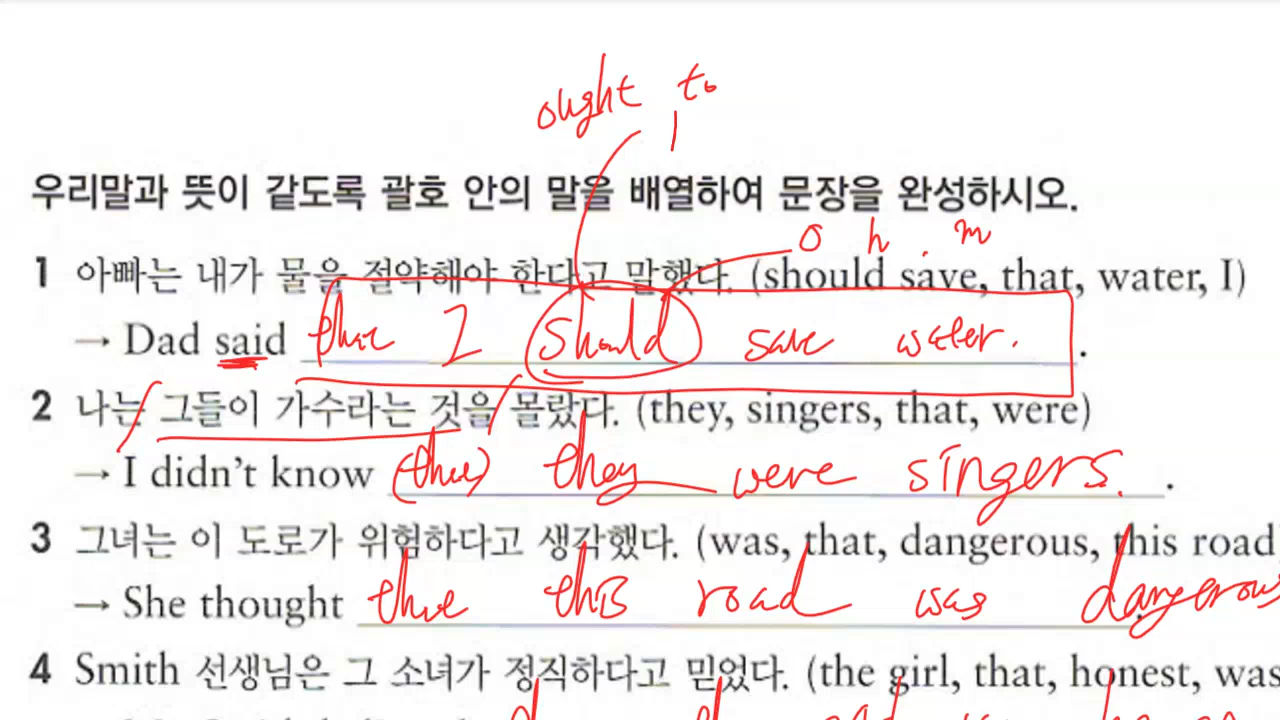 ought to
우리말과 뜻이 같도록 괄호 안의 말을 배열하여 문장을 완성하시오.
o h m
1 아빠는 내가 물을 절약해야 한다고 말했다. (should save, that, water, I)
→ Dad said that I should save water.
2 나는 그들이 가수라는 것을 몰랐다. (they, singers, that, were)
→ I didn't know (that) they were singers.
3 그녀는 이 도로가 위험하다고 생각했다. (was, that, dangerous, this road
→ She thought that this road was dangerous
4 Smith 선생님은 그 소녀가 정직하다고 믿었다. (the girl, that, honest, was